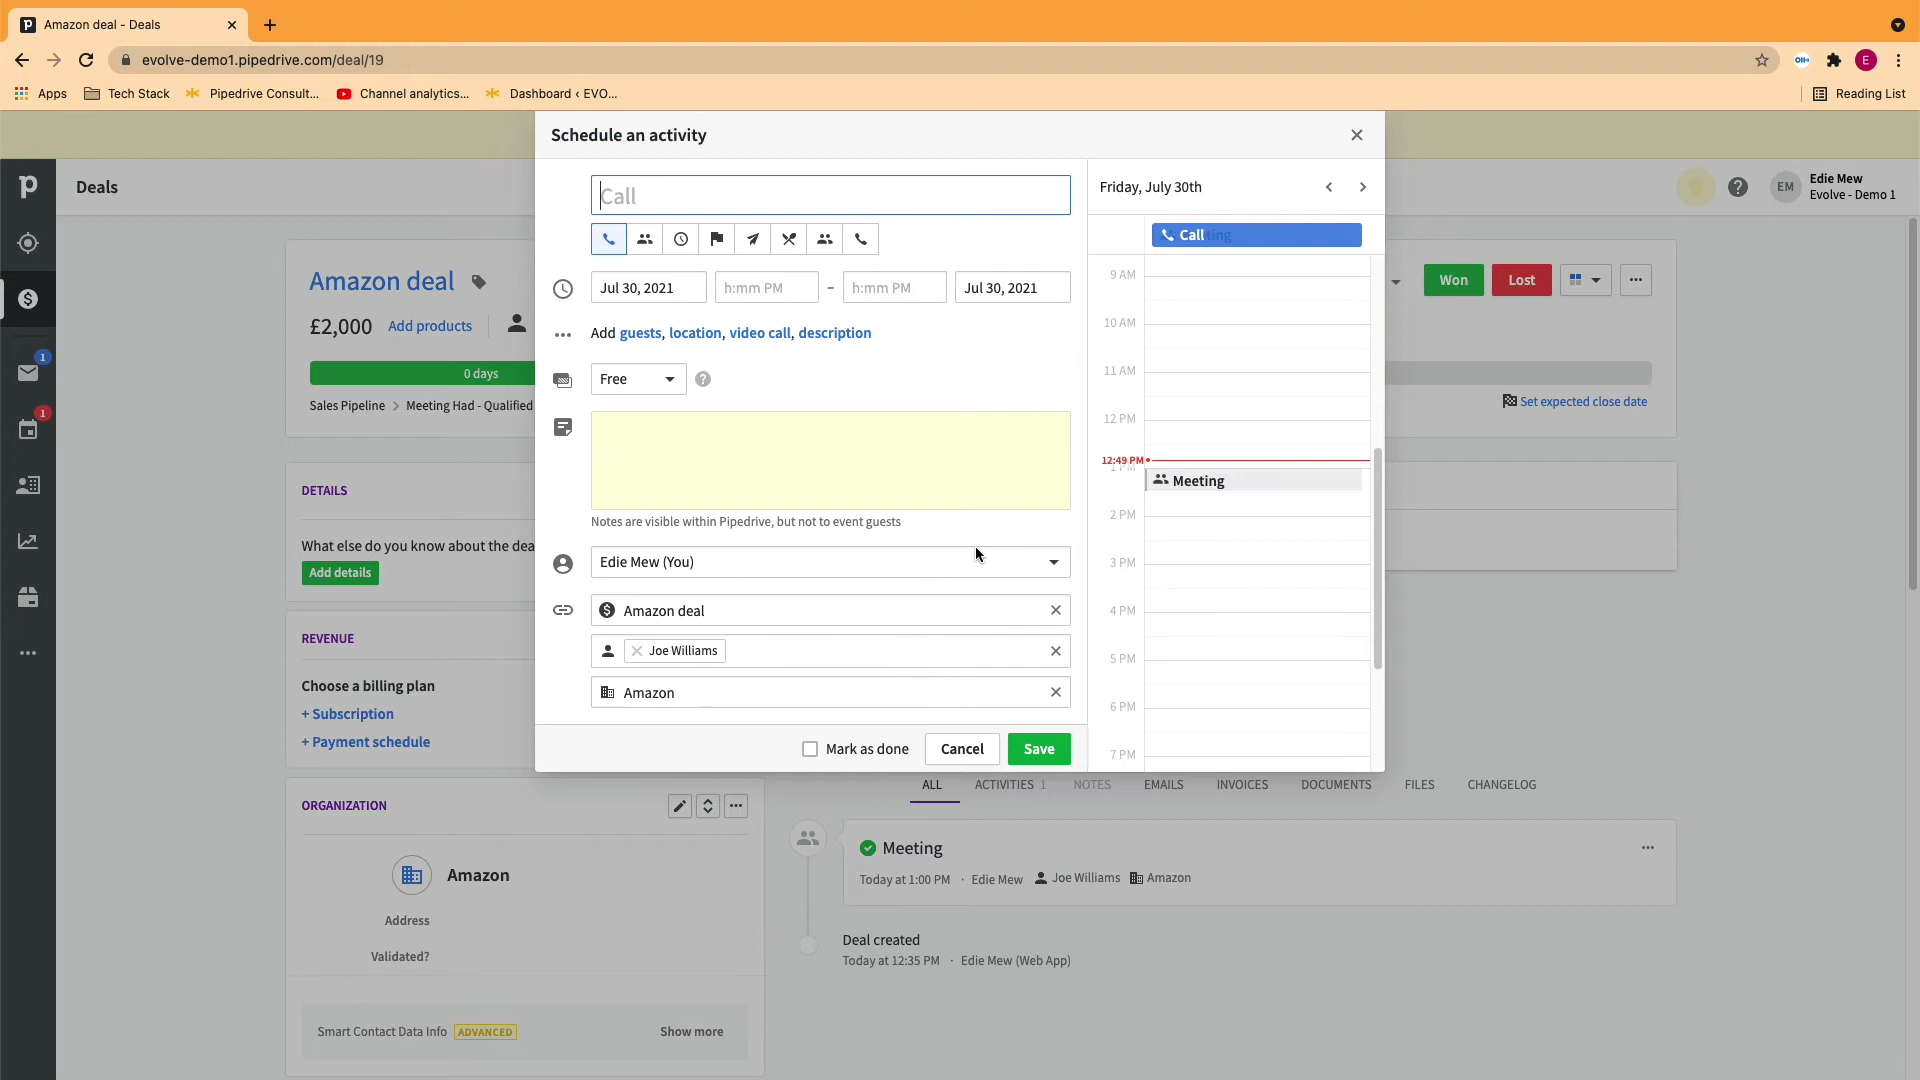 Amazon deal - Deals
evolve-demo1.pipedrive.com/deal/19
E
Apps
Tech Stack
Pipedrive Consult...
Channel analytics...
Dashboard ‹ EVO...
Reading List
Schedule an activity
Deals
EM
Edie Mew
Evolve - Demo 1
Call
Friday, July 30th
Call
Jul 30, 2021
h:mm PM
-
h:mm PM
Jul 30, 2021
Add guests, location, video call, description
Free
Notes are visible within Pipedrive, but not to event guests
Edie Mew (You)
Amazon deal
Joe Williams
Amazon
Mark as done
Cancel
Save
9 AM
10 AM
11 AM
12 PM
12:49 PM
1 PM
Meeting
2 PM
3 PM
4 PM
5 PM
6 PM
7 PM
Amazon deal
£2,000
Add products
Won
Lost
0 days
Sales Pipeline > Meeting Had - Qualified
Set expected close date
1
1
DETAILS
What else do you know about the dea
Add details
REVENUE
Choose a billing plan
+ Subscription
+ Payment schedule
ORGANIZATION
Amazon
Address
Validated?
Smart Contact Data Info
ADVANCED
Show more
ALL
ACTIVITIES 1
NOTES
EMAILS
INVOICES
DOCUMENTS
FILES
CHANGELOG
Meeting
Today at 1:00 PM · Edie Mew
Joe Williams
Amazon
Deal created
Today at 12:35 PM · Edie Mew (Web App)